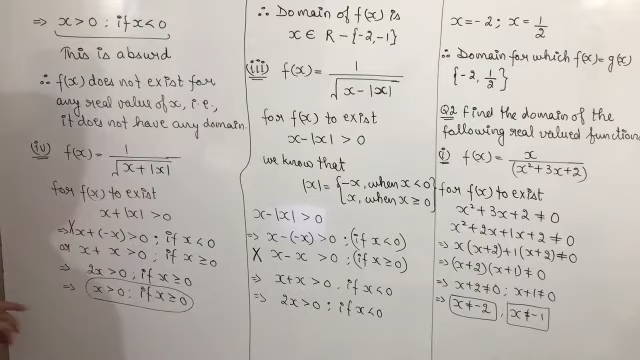 x = -2 ; x = 1/2
∴ Domain for which f(x) = g(x)
{-2, 1/2}
Q2 Find the domain of the
following real valued functions
(i) f(x) = x/(x²+3x+2)
for f(x) to exist
x²+3x+2 ≠ 0
x²+2x+1x+2 ≠ 0
⇒ x(x+2)+1(x+2) ≠ 0
⇒ (x+2)(x+1) ≠ 0
⇒ x+2 ≠ 0 ; x+1 ≠ 0
⇒ x ≠ -2 , x ≠ -1
∴ Domain of f(x) is
x ∈ R - {-2, -1}
(iii) f(x) = 1/√(x-|x|)
for f(x) to exist
x-|x| > 0
we know that
|x| = {-x, when x < 0
x, when x ≥ 0
x-|x| > 0
⇒ x-(-x) > 0 ; (if x < 0)
X x-x > 0 ; (if x ≥ 0)
⇒ x+x > 0 . if x < 0
⇒ 2x > 0 ; if x < 0
⇒ x > 0 ; if x < 0
This is absurd
∴ f(x) does not exist for
any real value of x, i.e.,
it does not have any domain
(iv) f(x) = 1/√(x+|x|)
for f(x) to exist
x+|x| > 0
⇒ X x+(-x) > 0 ; if x < 0
or x + x > 0 ; if x ≥ 0
⇒ 2x > 0 ; if x ≥ 0
⇒ x > 0 ; if x ≥ 0